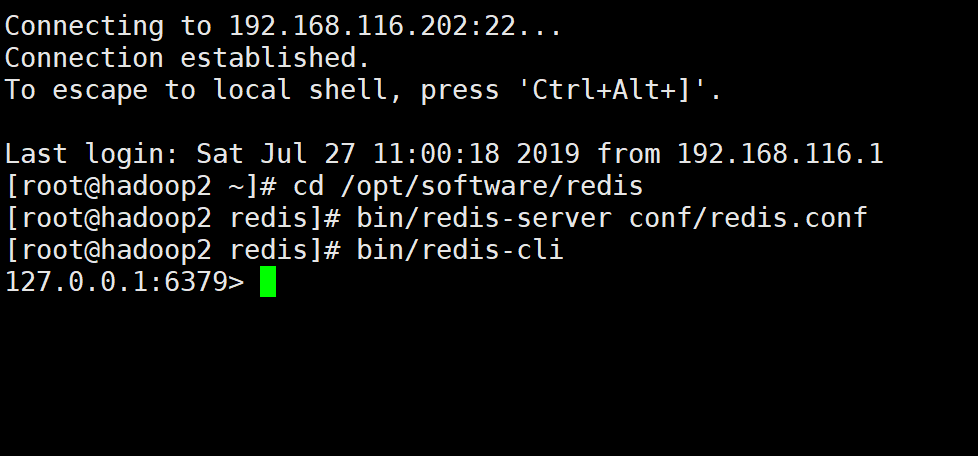 Connecting to 192.168.116.202:22...
Connection established.
To escape to local shell, press 'Ctrl+Alt+]'.
Last login: Sat Jul 27 11:00:18 2019 from 192.168.116.1
[root@hadoop2 ~]# cd /opt/software/redis
[root@hadoop2 redis]# bin/redis-server conf/redis.conf
[root@hadoop2 redis]# bin/redis-cli
127.0.0.1:6379>